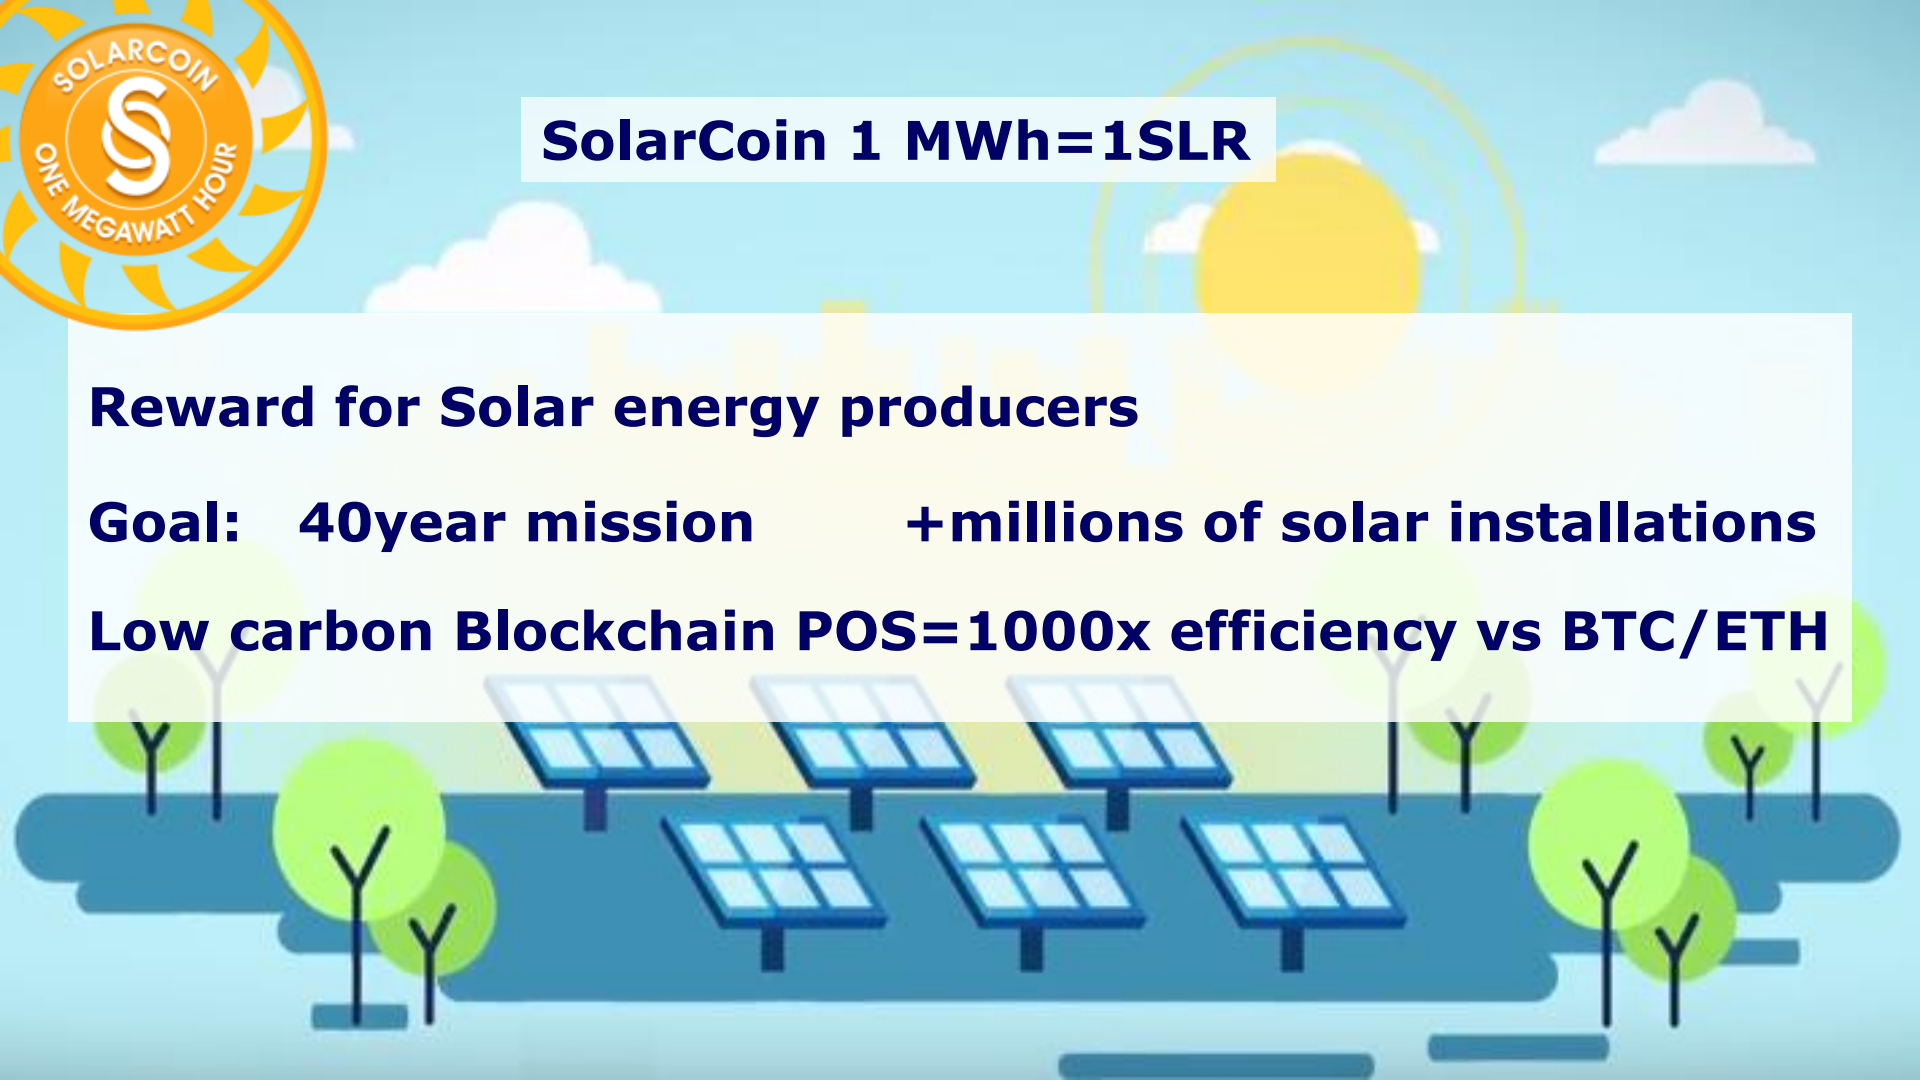 SOLARCOIN
ONE MEGAWATT HOUR
SolarCoin 1 MWh=1SLR
Reward for Solar energy producers
Goal: 40year mission +millions of solar installations
Low carbon Blockchain POS=1000x efficiency vs BTC/ETH